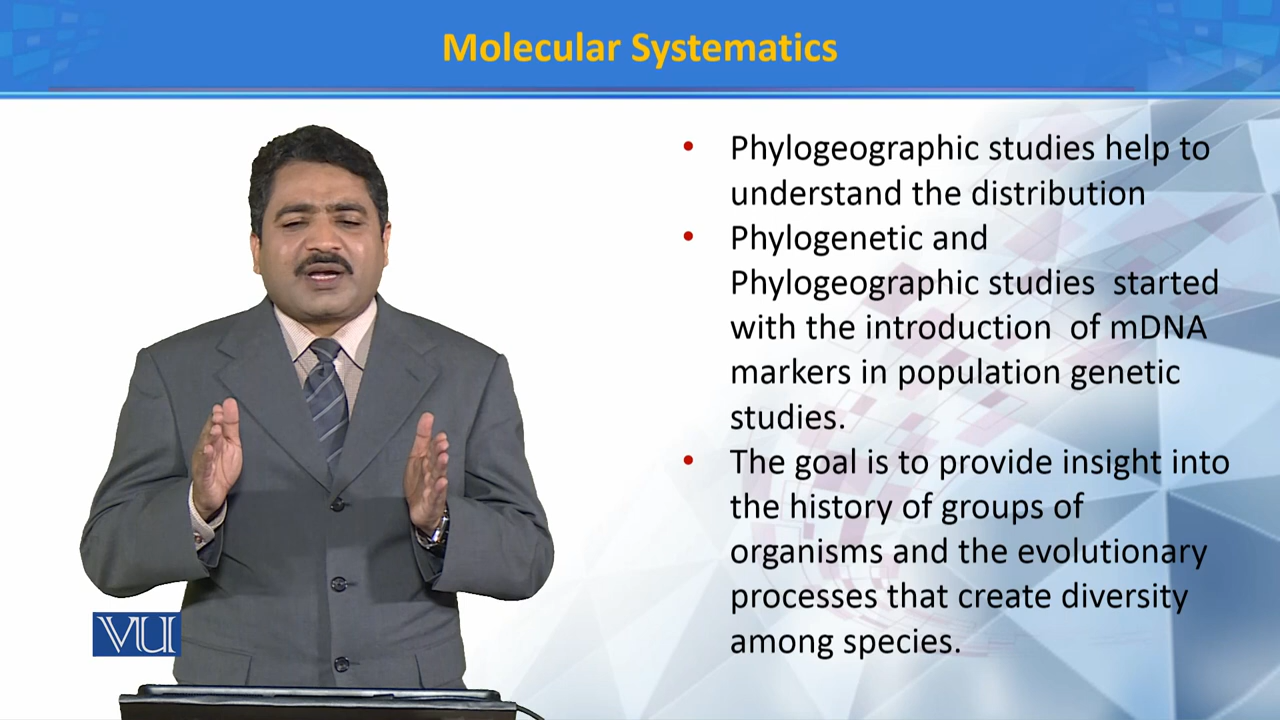 Molecular Systematics
• Phylogeographic studies help to
understand the distribution
• Phylogenetic and
Phylogeographic studies started
with the introduction of mDNA
markers in population genetic
studies.
• The goal is to provide insight into
the history of groups of
organisms and the evolutionary
processes that create diversity
among species.
VU